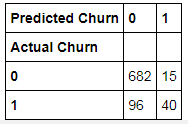 Predicted Churn 0 1
Actual Churn
0 682 15
1 96 40